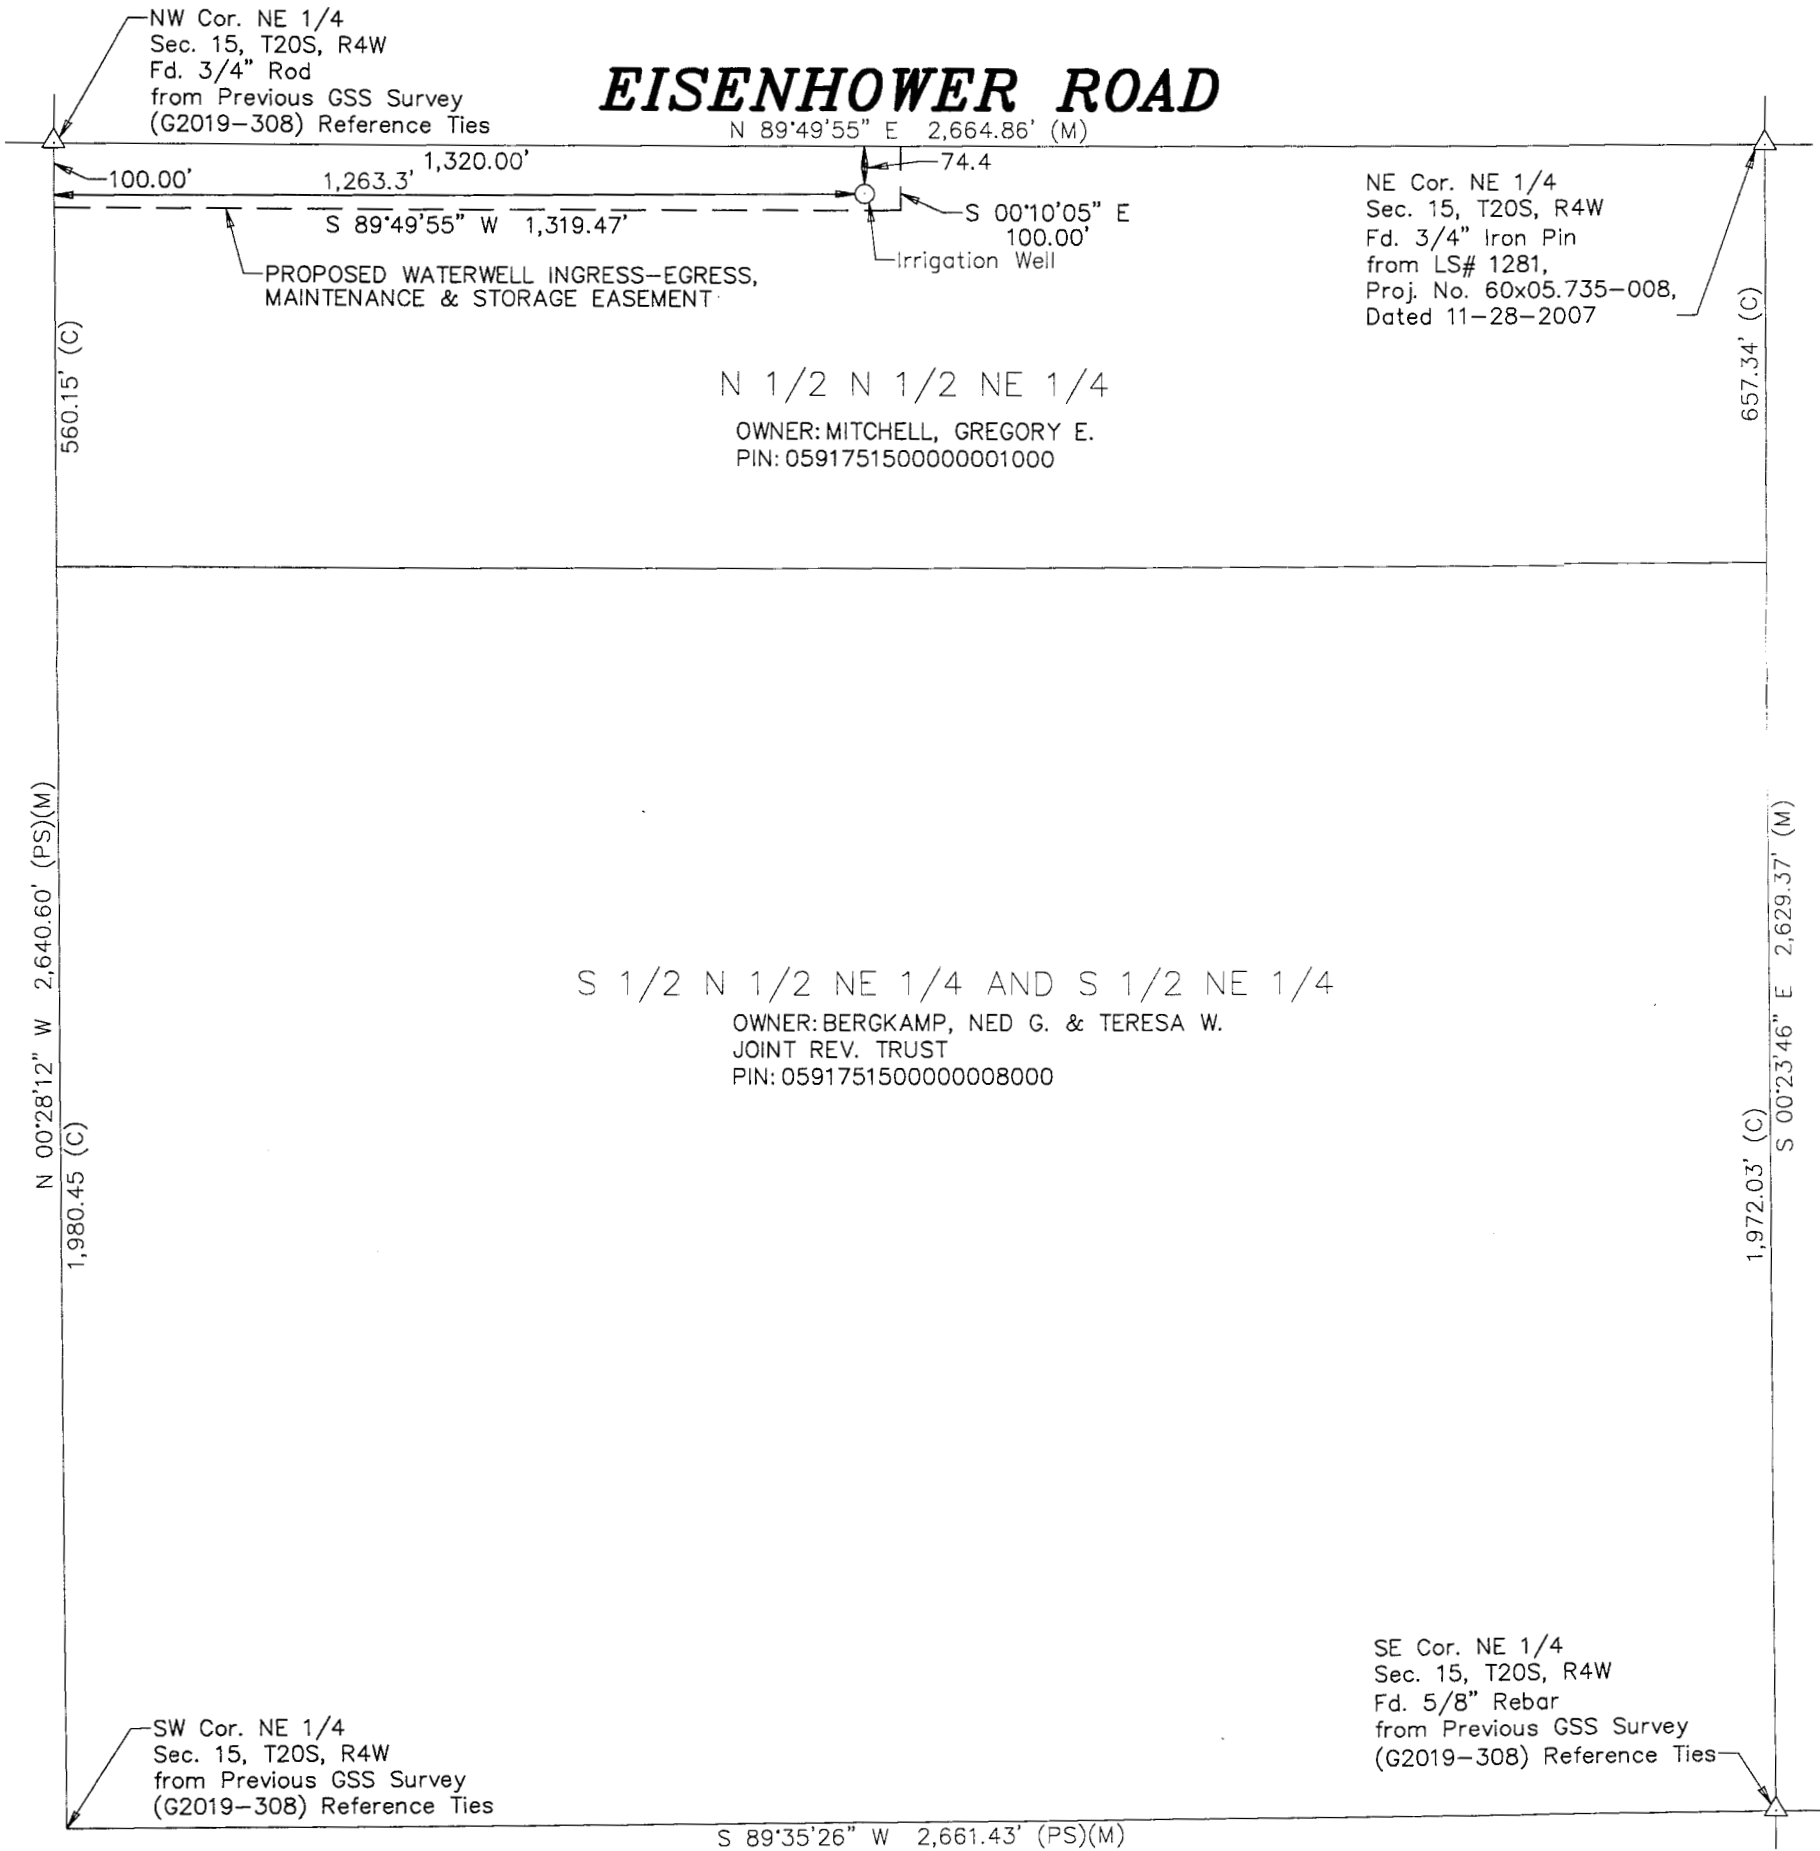 NW Cor. NE 1/4
Sec. 15, T20S, R4W
Fd. 3/4" Rod
from Previous GSS Survey
(G2019-308) Reference Ties
EISENHOWER ROAD
N 89°49'55" E 2,664.86' (M)
1,320.00'
74.4
100.00'
1,263.3'
S 89°49'55" W 1,319.47'
S 00°10'05" E
100.00'
Irrigation Well
PROPOSED WATERWELL INGRESS-EGRESS,
MAINTENANCE & STORAGE EASEMENT
NE Cor. NE 1/4
Sec. 15, T20S, R4W
Fd. 3/4" Iron Pin
from LS# 1281,
Proj. No. 60x05.735-008,
Dated 11-28-2007
560.15' (C)
657.34' (C)
N 1/2 N 1/2 NE 1/4
OWNER: MITCHELL, GREGORY E.
PIN: 0591751500000001000
N 00°28'12" W 2,640.60' (PS)(M)
S 00°23'46" E 2,629.37' (M)
S 1/2 N 1/2 NE 1/4 AND S 1/2 NE 1/4
OWNER: BERGKAMP, NED G. & TERESA W.
JOINT REV. TRUST
PIN: 0591751500000008000
1,980.45 (C)
1,972.03' (C)
SE Cor. NE 1/4
Sec. 15, T20S, R4W
Fd. 5/8" Rebar
from Previous GSS Survey
(G2019-308) Reference Ties
SW Cor. NE 1/4
Sec. 15, T20S, R4W
from Previous GSS Survey
(G2019-308) Reference Ties
S 89°35'26" W 2,661.43' (PS)(M)